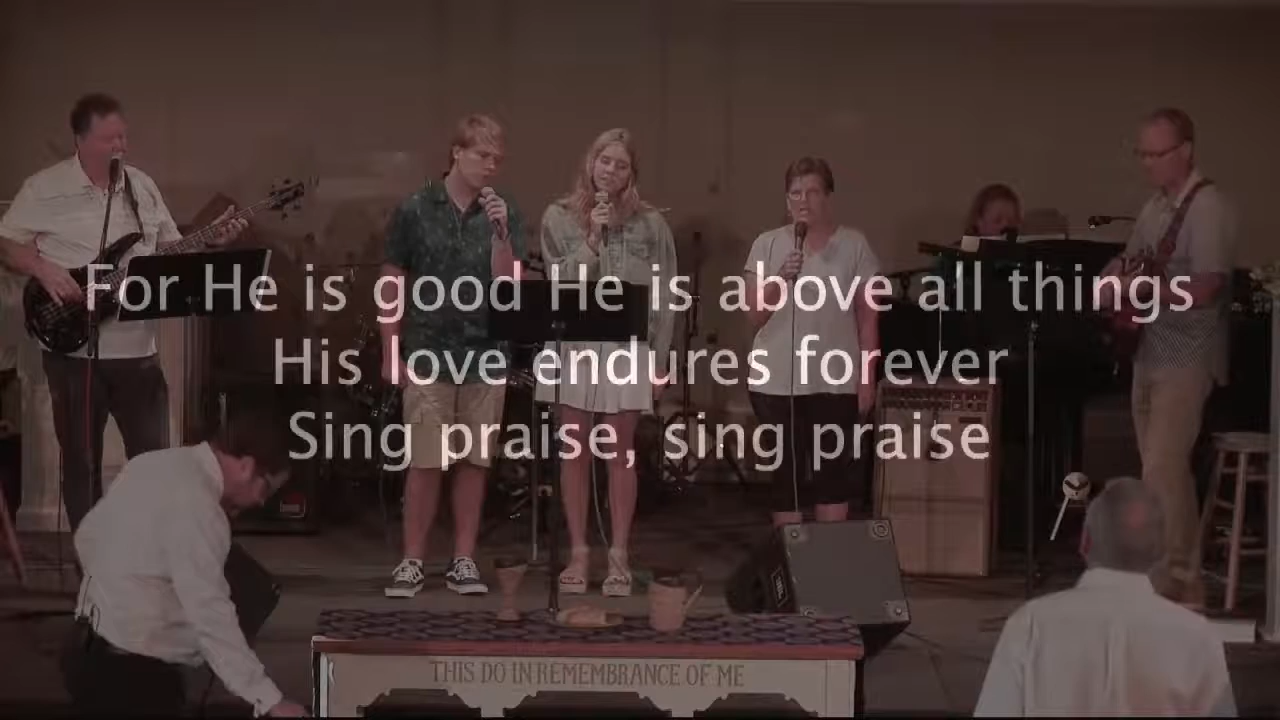 For He is good He is above all things
His love endures forever
Sing praise, sing praise
THIS DO IN REMEMBRANCE OF ME